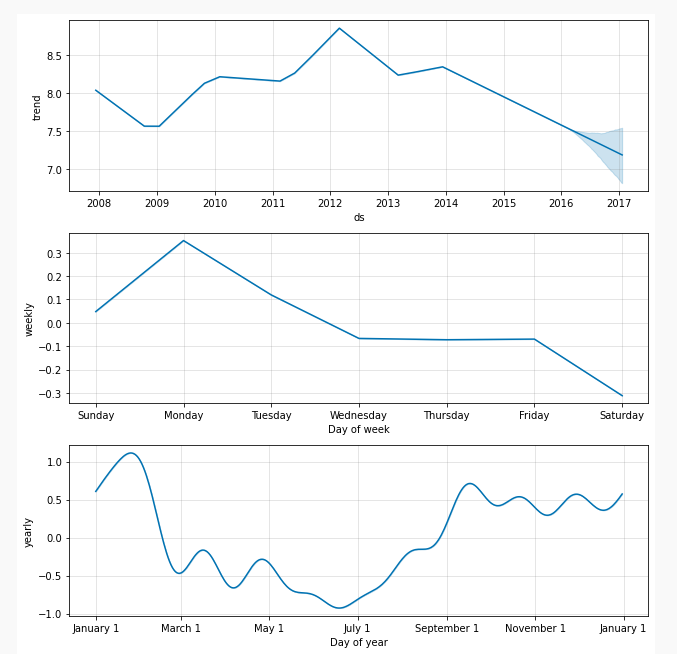 8.5
8.0
7.5
7.0
trend
2008 2009 2010 2011 2012 2013 2014 2015 2016 2017
ds
0.3
0.2
0.1
0.0
−0.1
−0.2
−0.3
weekly
Sunday Monday Tuesday Wednesday Thursday Friday Saturday
Day of week
1.0
0.5
0.0
−0.5
−1.0
yearly
January 1 March 1 May 1 July 1 September 1 November 1 January 1
Day of year